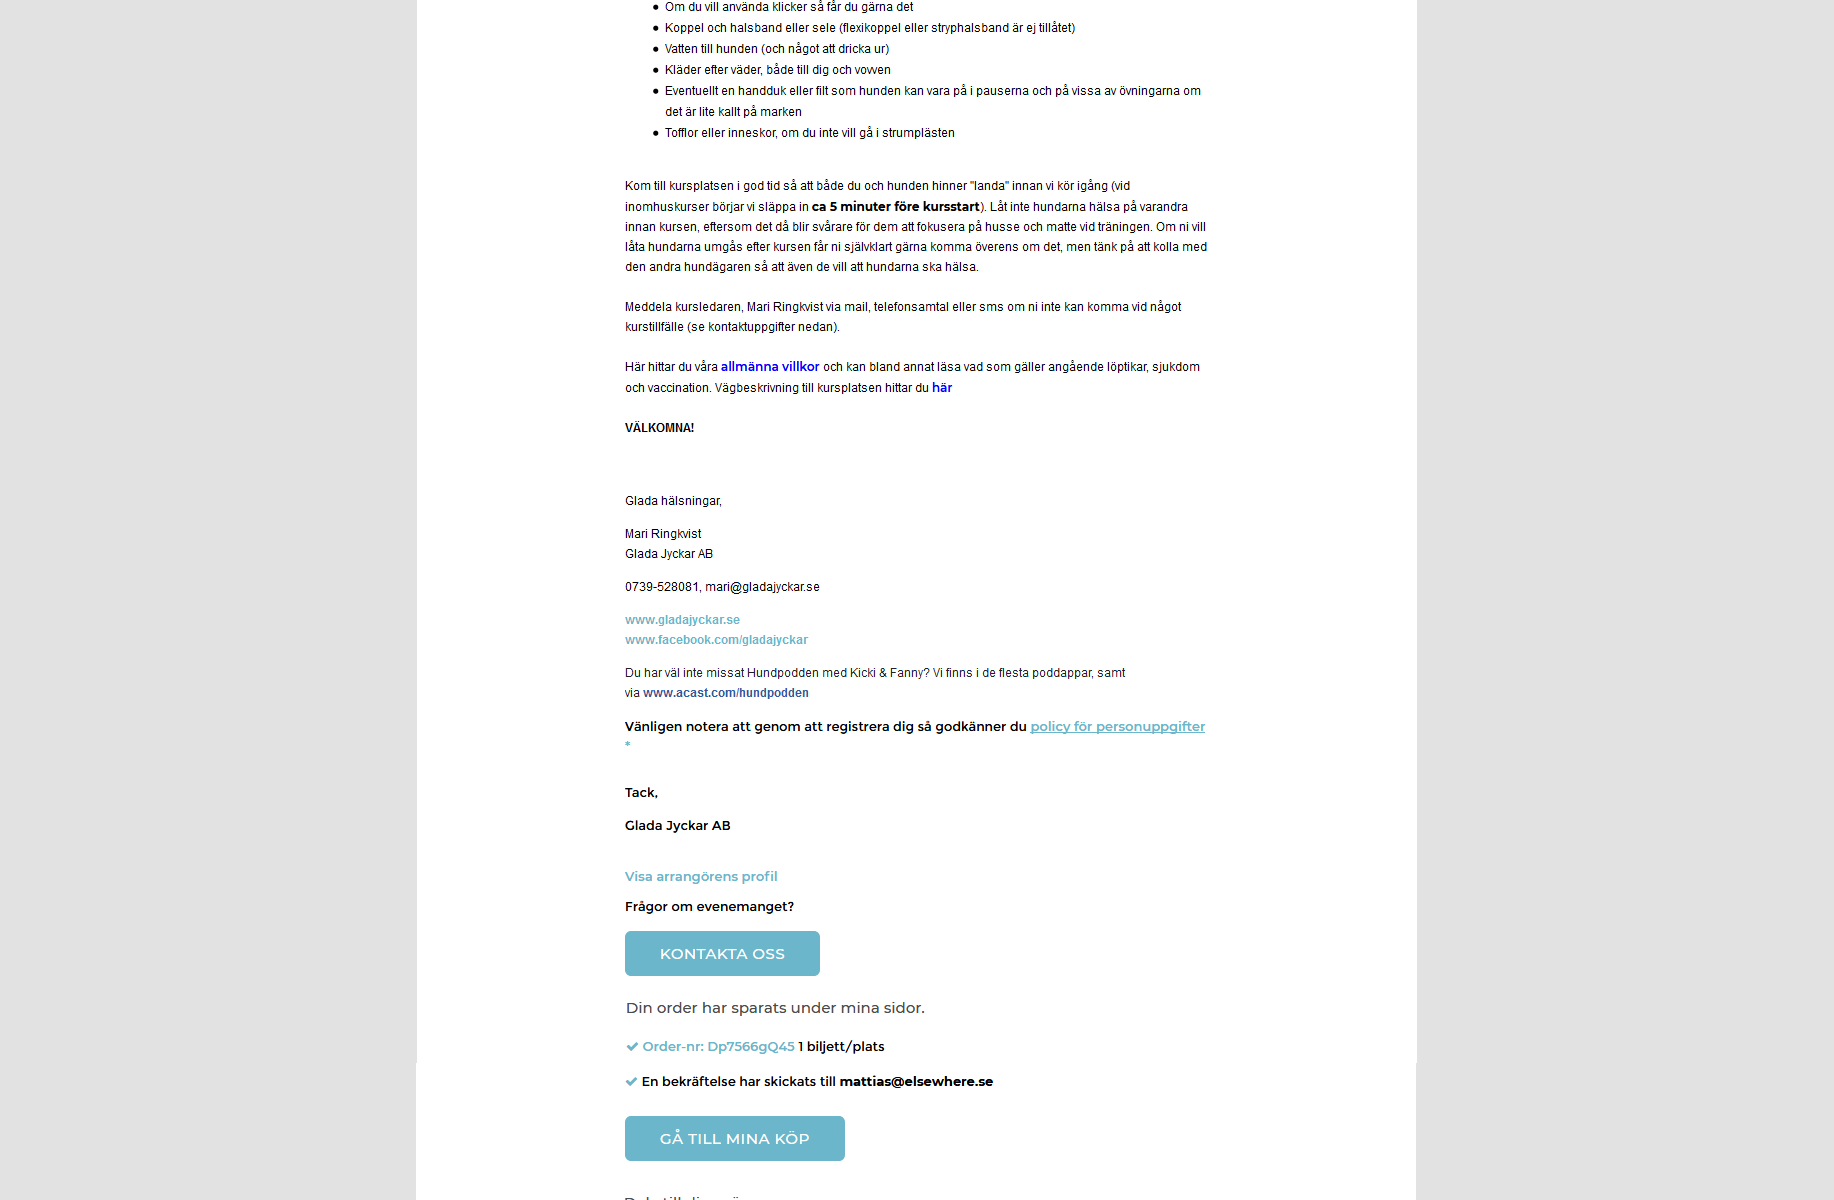 Om du vill använda klicker så får du gärna det
Koppel och halsband eller sele (flexikoppel eller stryphalsband är ej tillåtet)
Vatten till hunden (och något att dricka ur)
Kläder efter väder, både till dig och vovven
Eventuellt en handduk eller filt som hunden kan vara på i pauserna och på vissa av övningarna om
det är lite kallt på marken
Tofflor eller inneskor, om du inte vill gå i strumplästen
Kom till kursplatsen i god tid så att både du och hunden hinner "landa" innan vi kör igång (vid
inomhuskurser börjar vi släppa in ca 5 minuter före kursstart). Låt inte hundarna hälsa på varandra
innan kursen, eftersom det då blir svårare för dem att fokusera på husse och matte vid träningen. Om ni vill
låta hundarna umgås efter kursen får ni självklart gärna komma överens om det, men tänk på att kolla med
den andra hundägaren så att även de vill att hundarna ska hälsa.
Meddela kursledaren, Mari Ringkvist via mail, telefonsamtal eller sms om ni inte kan komma vid något
kurstillfälle (se kontaktuppgifter nedan).
Här hittar du våra allmänna villkor och kan bland annat läsa vad som gäller angående löptikar, sjukdom
och vaccination. Vägbeskrivning till kursplatsen hittar du här
VÄLKOMNA!
Glada hälsningar,
Mari Ringkvist
Glada Jyckar AB
0739-528081, mari@gladajyckar.se
www.gladajyckar.se
www.facebook.com/gladajyckar
Du har väl inte missat Hundpodden med Kicki & Fanny? Vi finns i de flesta poddappar, samt
via www.acast.com/hundpodden
Vänligen notera att genom att registrera dig så godkänner du policy för personuppgifter
*
Tack,
Glada Jyckar AB
Visa arrangörens profil
Frågor om evenemanget?
KONTAKTA OSS
Din order har sparats under mina sidor.
Order-nr: Dp7566gQ45 1 biljett/plats
En bekräftelse har skickats till mattias@elsewhere.se
GÅ TILL MINA KÖP